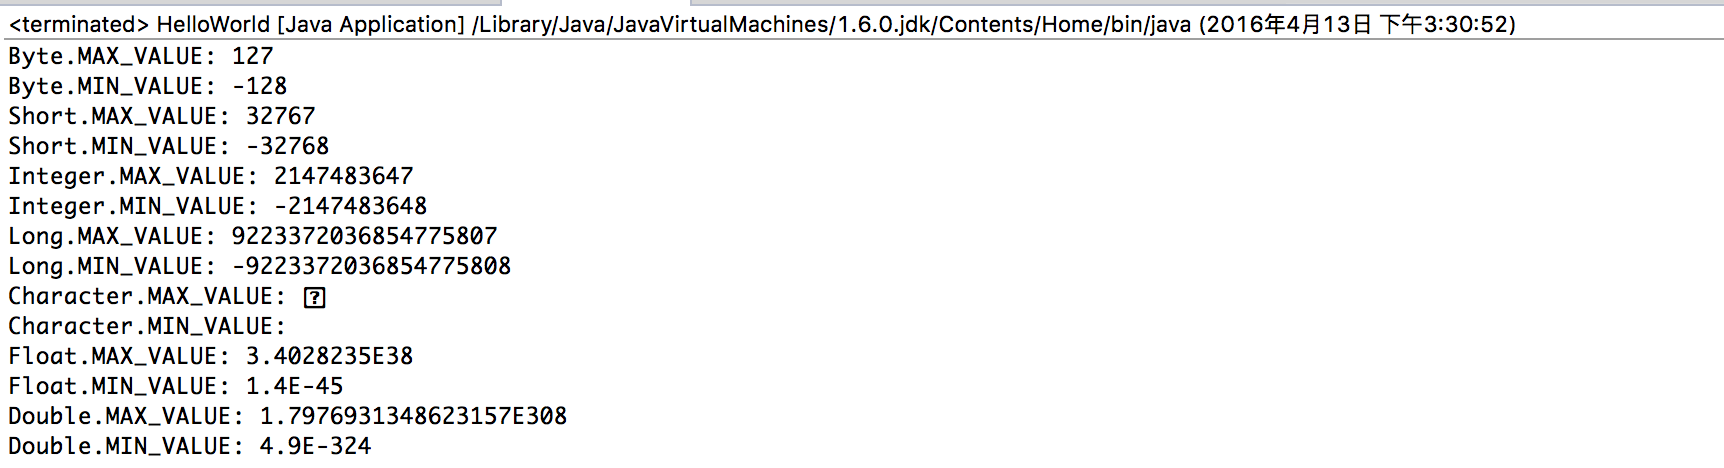 <terminated> HelloWorld [Java Application] /Library/Java/JavaVirtualMachines/1.6.0.jdk/Contents/Home/bin/java (2016年4月13日 下午3:30:52)
Byte.MAX_VALUE: 127
Byte.MIN_VALUE: -128
Short.MAX_VALUE: 32767
Short.MIN_VALUE: -32768
Integer.MAX_VALUE: 2147483647
Integer.MIN_VALUE: -2147483648
Long.MAX_VALUE: 9223372036854775807
Long.MIN_VALUE: -9223372036854775808
Character.MAX_VALUE: ⍰
Character.MIN_VALUE:
Float.MAX_VALUE: 3.4028235E38
Float.MIN_VALUE: 1.4E-45
Double.MAX_VALUE: 1.7976931348623157E308
Double.MIN_VALUE: 4.9E-324